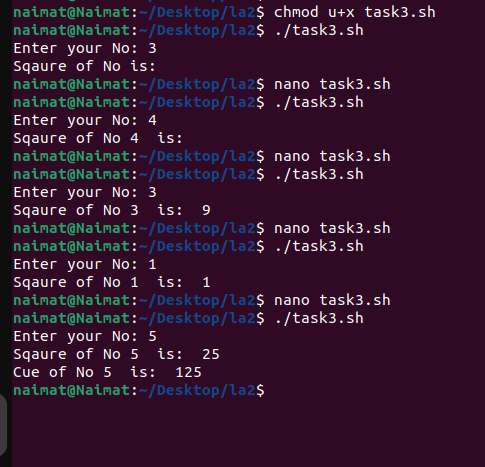 naimat@Naimat:~/Desktop/la2$ chmod u+x task3.sh
naimat@Naimat:~/Desktop/la2$ ./task3.sh
Enter your No: 3
Sqaure of No is:
naimat@Naimat:~/Desktop/la2$ nano task3.sh
naimat@Naimat:~/Desktop/la2$ ./task3.sh
Enter your No: 4
Sqaure of No 4  is:
naimat@Naimat:~/Desktop/la2$ nano task3.sh
naimat@Naimat:~/Desktop/la2$ ./task3.sh
Enter your No: 3
Sqaure of No 3  is:  9
naimat@Naimat:~/Desktop/la2$ nano task3.sh
naimat@Naimat:~/Desktop/la2$ ./task3.sh
Enter your No: 1
Sqaure of No 1  is:  1
naimat@Naimat:~/Desktop/la2$ nano task3.sh
naimat@Naimat:~/Desktop/la2$ ./task3.sh
Enter your No: 5
Sqaure of No 5  is:  25
Cue of No 5  is:  125
naimat@Naimat:~/Desktop/la2$